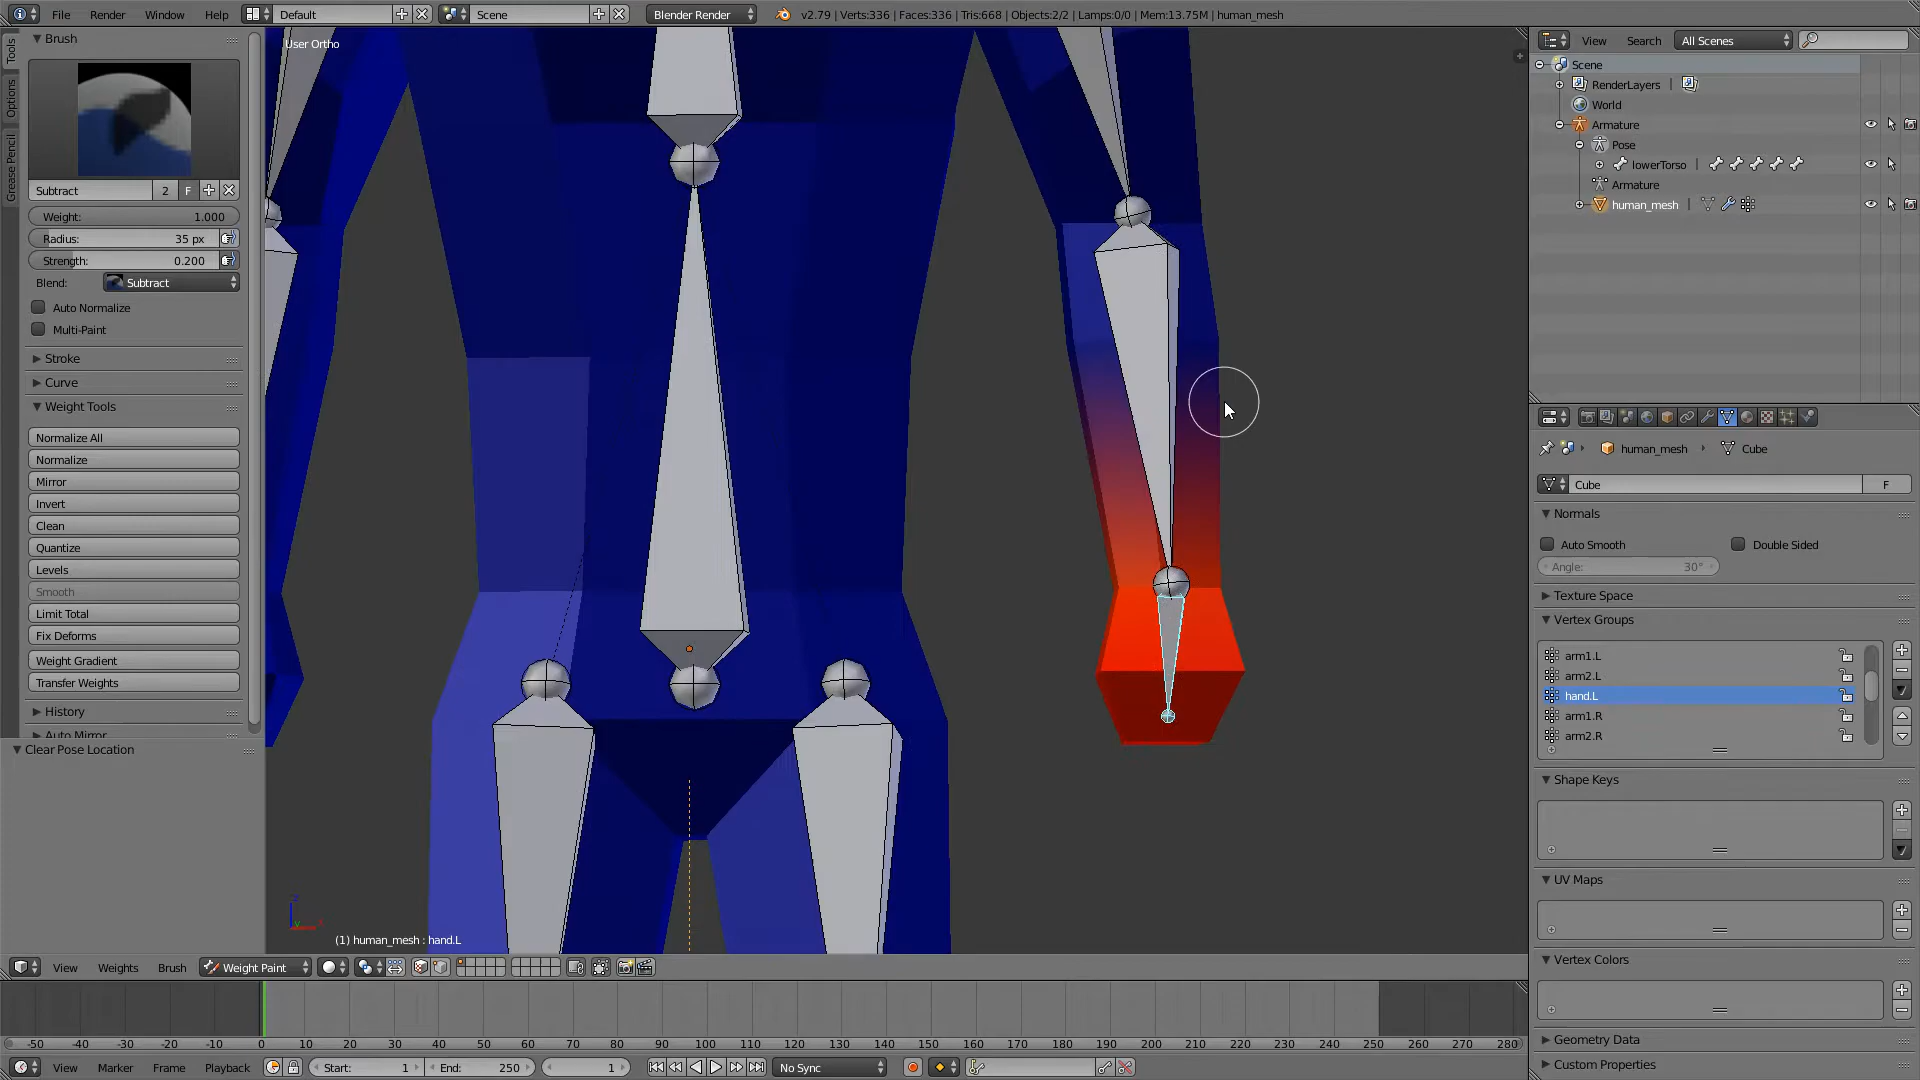 File Render Window Help Default Scene Blender Render v2.79 | Verts:336 | Faces:336 | Tris:668 | Objects:2/2 | Lamps:0/0 | Mem:13.75M | human_mesh
Tools
Options
Grease Pencil
Brush
Subtract 2 F
Weight: 1.000
Radius: 35 px
Strength: 0.200
Blend: Subtract
Auto Normalize
Multi-Paint
Stroke
Curve
Weight Tools
Normalize All
Normalize
Mirror
Invert
Clean
Quantize
Levels
Smooth
Limit Total
Fix Deforms
Weight Gradient
Transfer Weights
History
Auto Mirror
Clear Pose Location
User Ortho
(1) human_mesh : hand.L
View Weights Brush Weight Paint
-50 -40 -30 -20 -10 0 10 20 30 40 50 60 70 80 90 100 110 120 130 140 150 160 170 180 190 200 210 220 230 240 250 260 270 280
View Marker Frame Playback Start: 1 End: 250 1 No Sync
View Search All Scenes
Scene
RenderLayers |
World
Armature
Pose
lowerTorso |
Armature
human_mesh |
human_mesh Cube
Cube F
Normals
Auto Smooth Double Sided
Angle: 30°
Texture Space
Vertex Groups
arm1.L
arm2.L
hand.L
arm1.R
arm2.R
Shape Keys
UV Maps
Vertex Colors
Geometry Data
Custom Properties